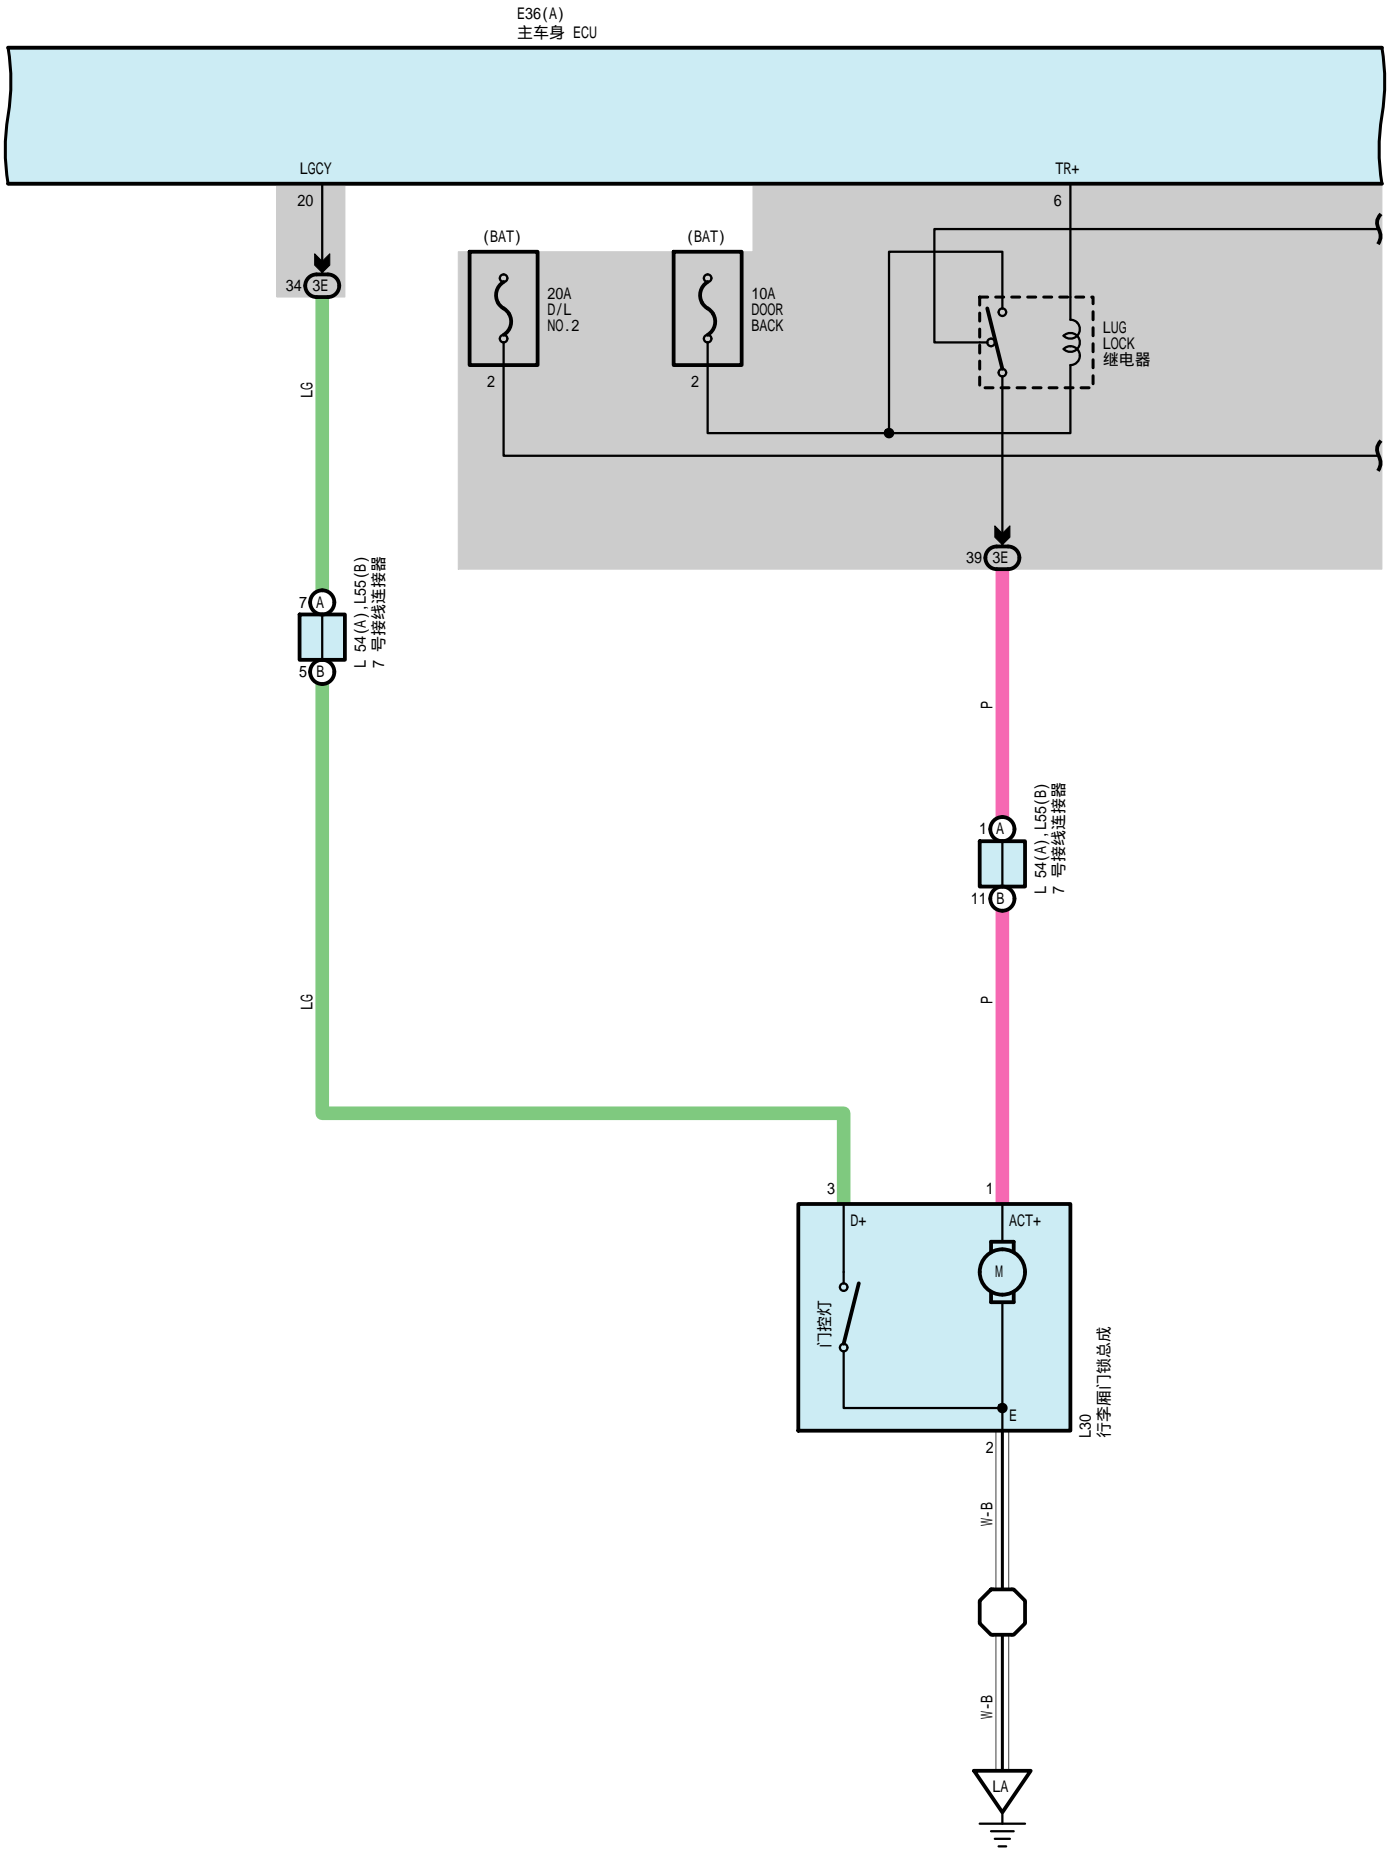 E36(A)
主车身 ECU
LGCY
TR+
20
6
(BAT)
(BAT)
34
3E
20A
D/L
NO.2
10A
DOOR
BACK
LUG
LOCK
继电器
2
2
LG
39
3E
7
A
L 54(A),L55(B)
7 号接线连接器
5
B
P
1
A
L 54(A),L55(B)
7 号接线连接器
11
B
LG
P
3
1
D+
ACT+
M
门控灯
E
L30
行李厢门锁总成
2
W-B
W-B
LA